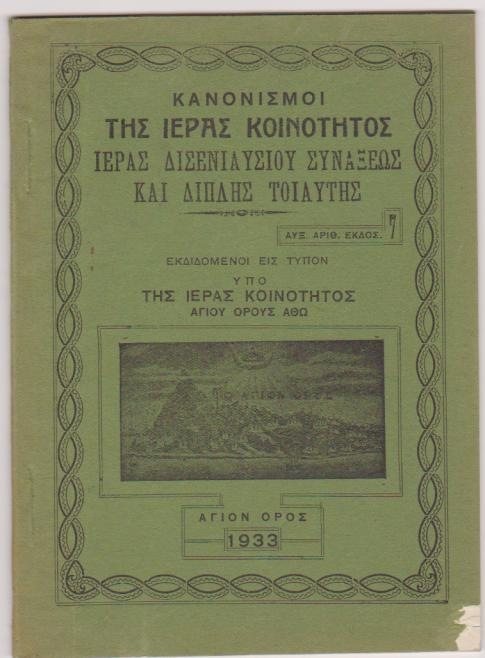 ΚΑΝΟΝΙΣΜΟΙ
ΤΗΣ ΙΕΡΑΣ ΚΟΙΝΟΤΗΤΟΣ
ΙΕΡΑΣ ΔΙΣΕΝΙΑΥΣΙΟΥ ΣΥΝΑΞΕΩΣ
ΚΑΙ ΔΙΠΛΗΣ ΤΟΙΑΥΤΗΣ
ΑΥΞ. ΑΡΙΘ. ΕΚΔΟΣ. 7
ΕΚΔΙΔΟΜΕΝΟΙ ΕΙΣ ΤΥΠΟΝ
ΥΠΟ
ΤΗΣ ΙΕΡΑΣ ΚΟΙΝΟΤΗΤΟΣ
ΑΓΙΟΥ ΟΡΟΥΣ ΑΘΩ
ΤΟ ΑΓΙΟΝ ΟΡΟΣ
ΑΓΙΟΝ ΟΡΟΣ
1933